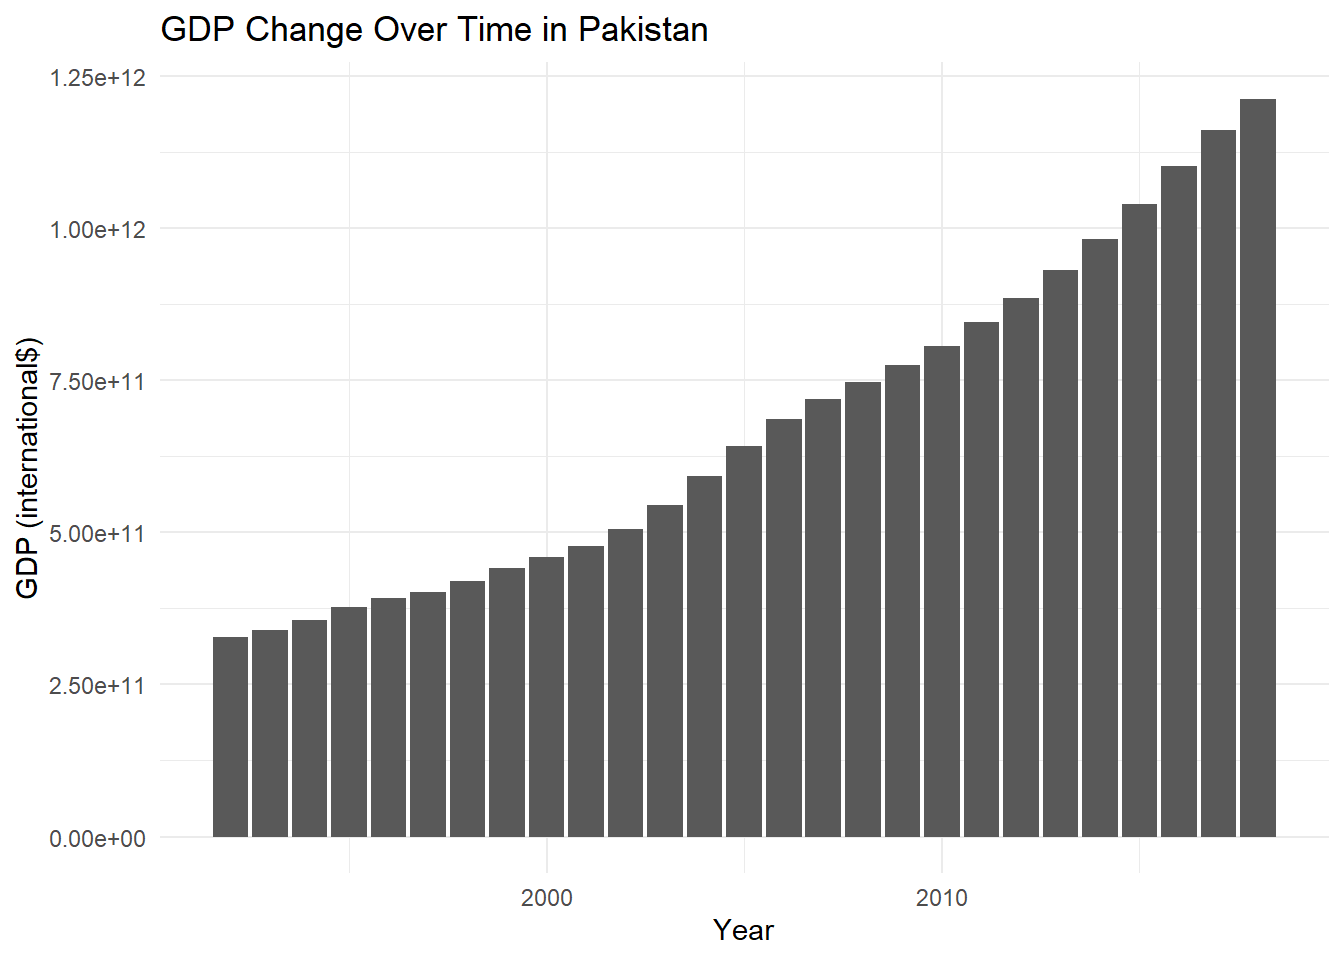 GDP Change Over Time in Pakistan
1.25e+12
1.00e+12
7.50e+11
5.00e+11
2.50e+11
0.00e+00
GDP (international$)
2000 2010
Year